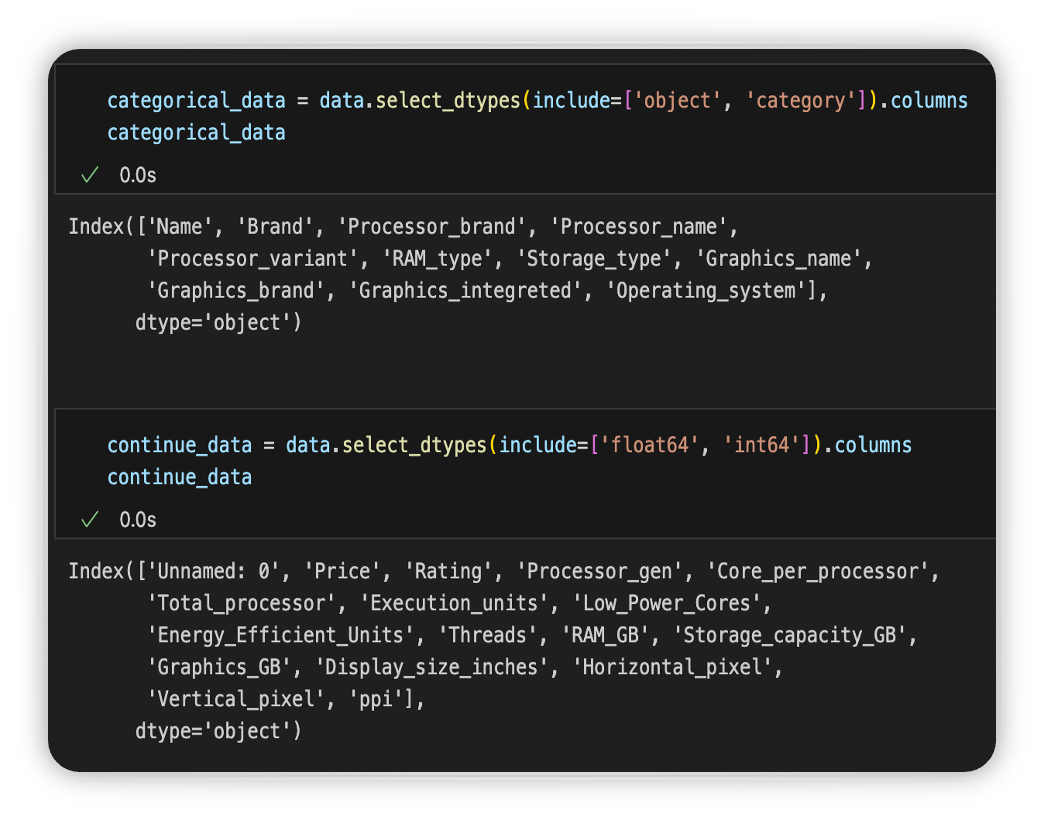 categorical_data = data.select_dtypes(include=['object', 'category']).columns
categorical_data
✓ 0.0s
Index(['Name', 'Brand', 'Processor_brand', 'Processor_name',
'Processor_variant', 'RAM_type', 'Storage_type', 'Graphics_name',
'Graphics_brand', 'Graphics_integreted', 'Operating_system'],
dtype='object')
continue_data = data.select_dtypes(include=['float64', 'int64']).columns
continue_data
✓ 0.0s
Index(['Unnamed: 0', 'Price', 'Rating', 'Processor_gen', 'Core_per_processor',
'Total_processor', 'Execution_units', 'Low_Power_Cores',
'Energy_Efficient_Units', 'Threads', 'RAM_GB', 'Storage_capacity_GB',
'Graphics_GB', 'Display_size_inches', 'Horizontal_pixel',
'Vertical_pixel', 'ppi'],
dtype='object')